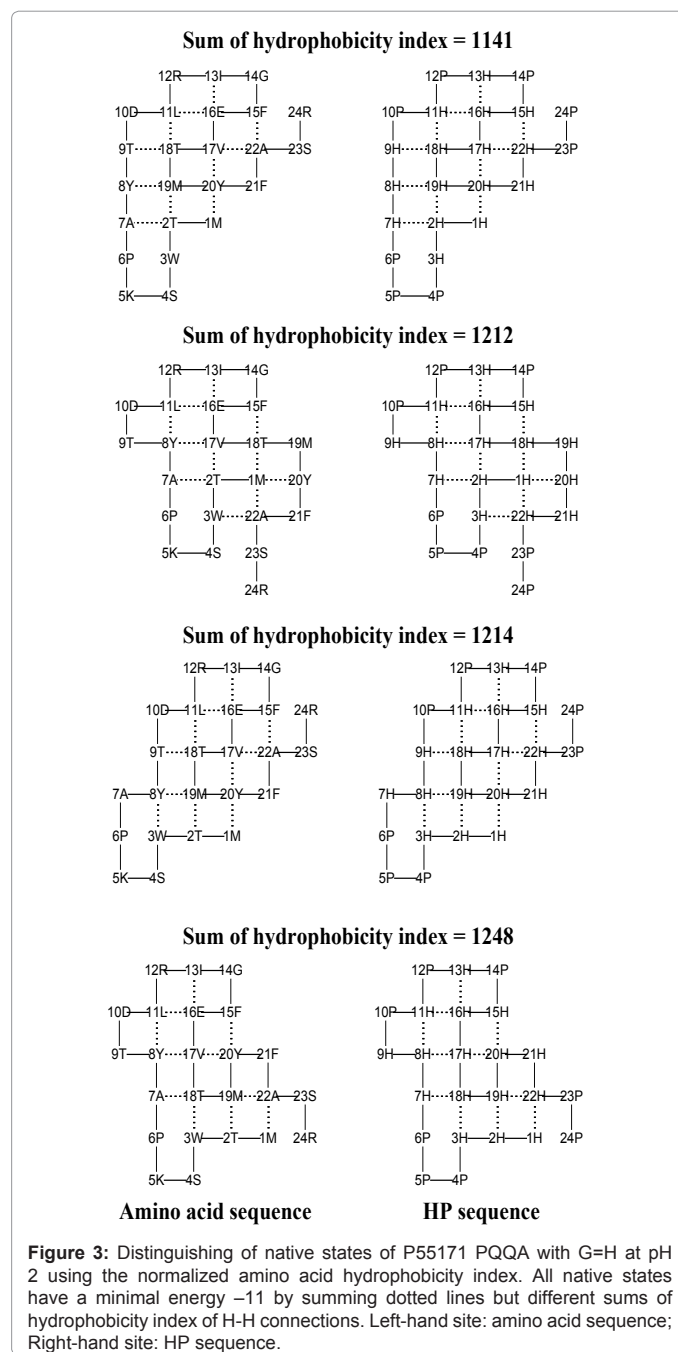 Sum of hydrophobicity index = 1141
12R 13I 14G 12P 13H 14P
10D 11L 16E 15F 24R 10P 11H 16H 15H 24P
9T 18T 17V 22A 23S 9H 18H 17H 22H 23P
8Y 19M 20Y 21F 8H 19H 20H 21H
7A 2T 1M 7H 2H 1H
6P 3W 6P 3H
5K 4S 5P 4P
Sum of hydrophobicity index = 1212
12R 13I 14G 12P 13H 14P
10D 11L 16E 15F 10P 11H 16H 15H
9T 8Y 17V 18T 19M 9H 8H 17H 18H 19H
7A 2T 1M 20Y 7H 2H 1H 20H
6P 3W 22A 21F 6P 3H 22H 21H
5K 4S 23S 5P 4P 23P
24R 24P
Sum of hydrophobicity index = 1214
12R 13I 14G 12P 13H 14P
10D 11L 16E 15F 24R 10P 11H 16H 15H 24P
9T 18T 17V 22A 23S 9H 18H 17H 22H 23P
7A 8Y 19M 20Y 21F 7H 8H 19H 20H 21H
6P 3W 2T 1M 6P 3H 2H 1H
5K 4S 5P 4P
Sum of hydrophobicity index = 1248
12R 13I 14G 12P 13H 14P
10D 11L 16E 15F 10P 11H 16H 15H
9T 8Y 17V 20Y 21F 9H 8H 17H 20H 21H
7A 18T 19M 22A 23S 7H 18H 19H 22H 23P
6P 3W 2T 1M 24R 6P 3H 2H 1H 24P
5K 4S 5P 4P
Amino acid sequence HP sequence
Figure 3: Distinguishing of native states of P55171 PQQA with G=H at pH
2 using the normalized amino acid hydrophobicity index. All native states
have a minimal energy –11 by summing dotted lines but different sums of
hydrophobicity index of H-H connections. Left-hand site: amino acid sequence;
Right-hand site: HP sequence.